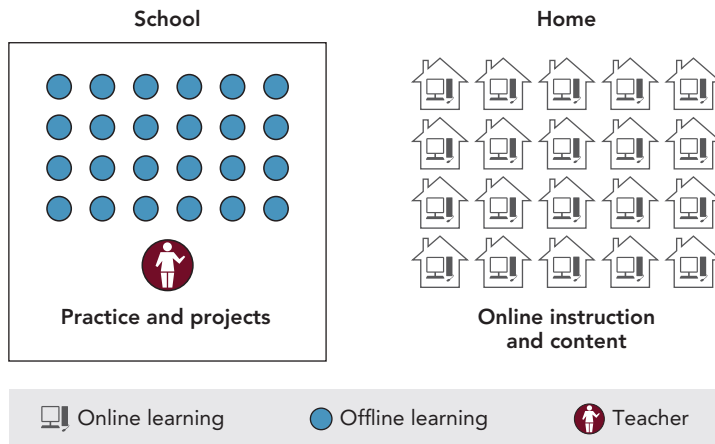 School
Home
Practice and projects
Online instruction
and content
Online learning
Offline learning
Teacher